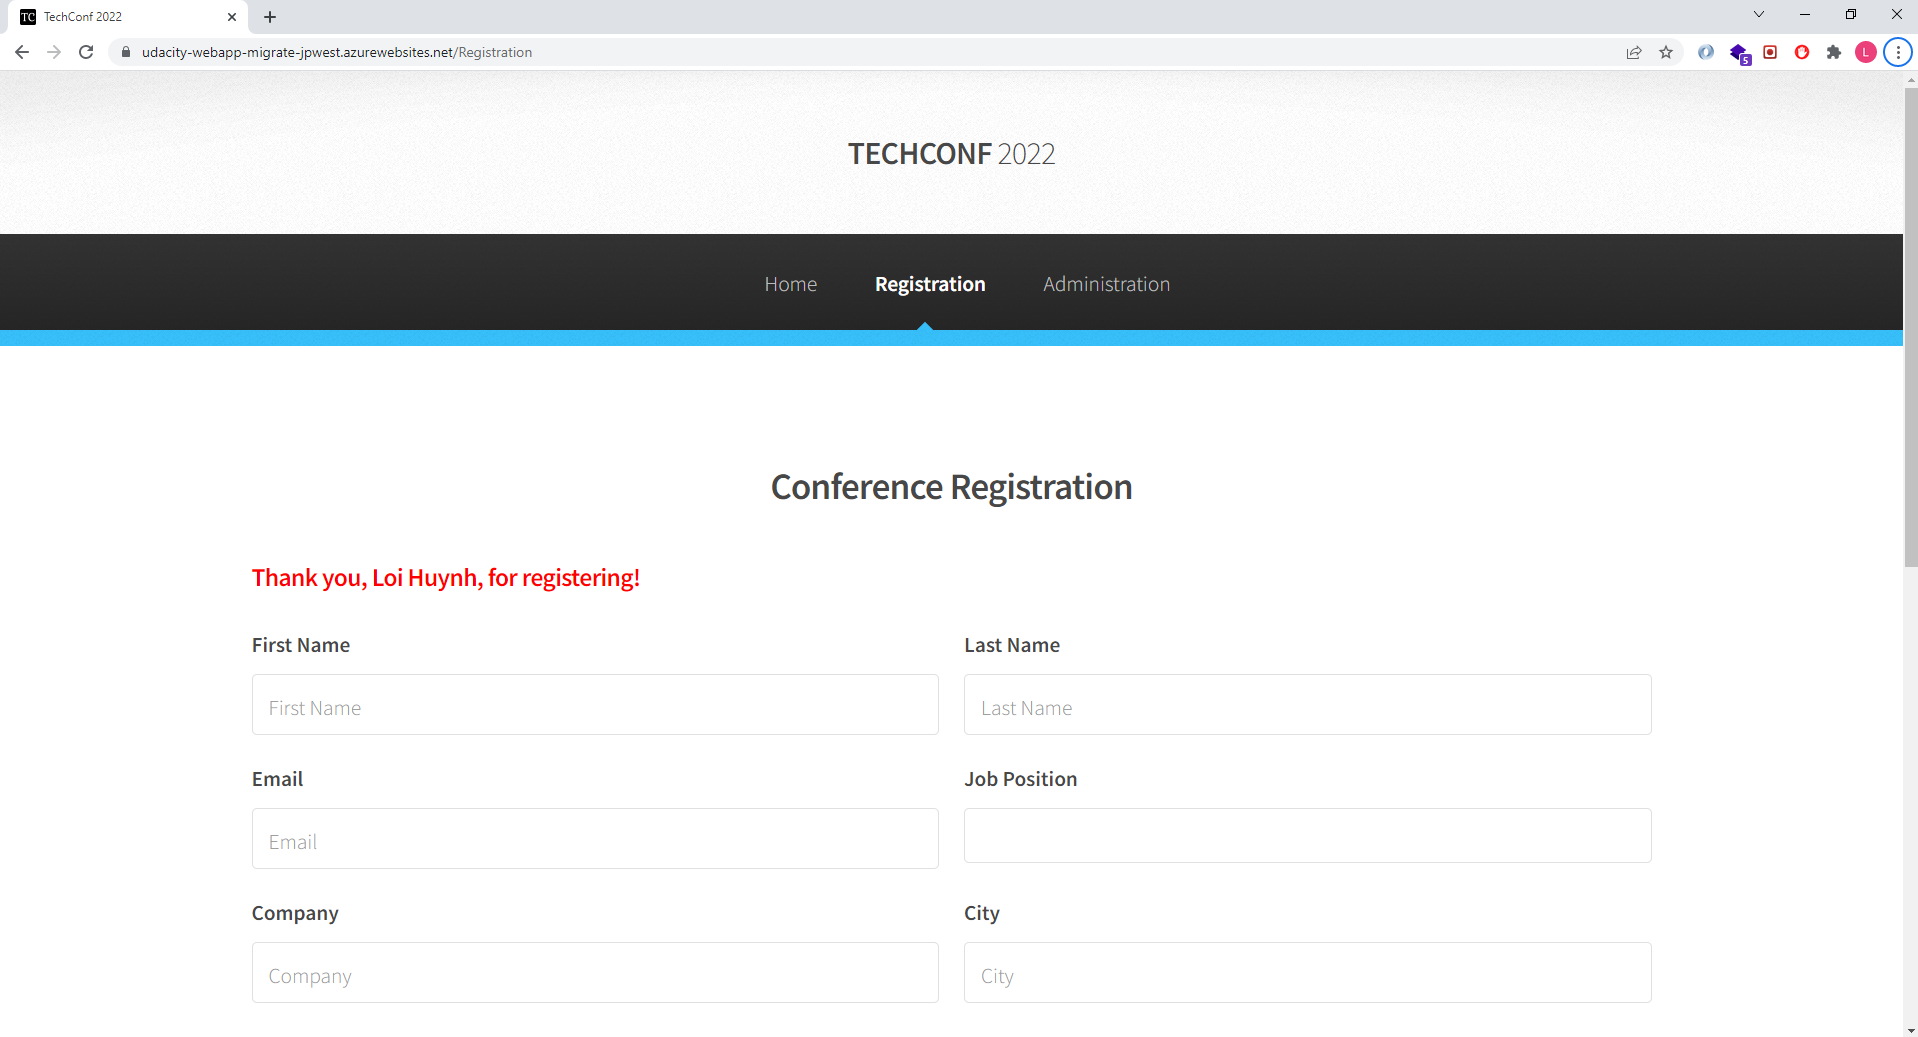 TC TechConf 2022
udacity-webapp-migrate-jpwest.azurewebsites.net/Registration
5
L
TECHCONF 2022
Home Registration Administration
Conference Registration
Thank you, Loi Huynh, for registering!
First Name Last Name
First Name Last Name
Email Job Position
Email
Company City
Company City